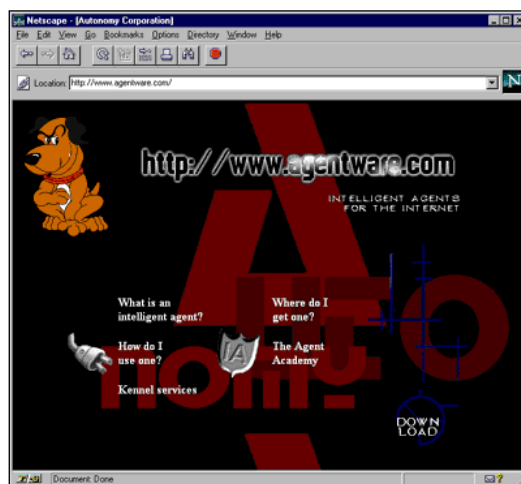 Netscape - [Autonomy Corporation]
File Edit View Go Bookmarks Options Directory Window Help
Location: http://www.agentware.com/
N
http://www.agentware.com
INTELLIGENT AGENTS
FOR THE INTERNET
AUTO
nomy
What is an
intelligent agent?
Where do I
get one?
How do I
use one?
IA
The Agent
Academy
Kennel services
DOWN
LOAD
Document: Done